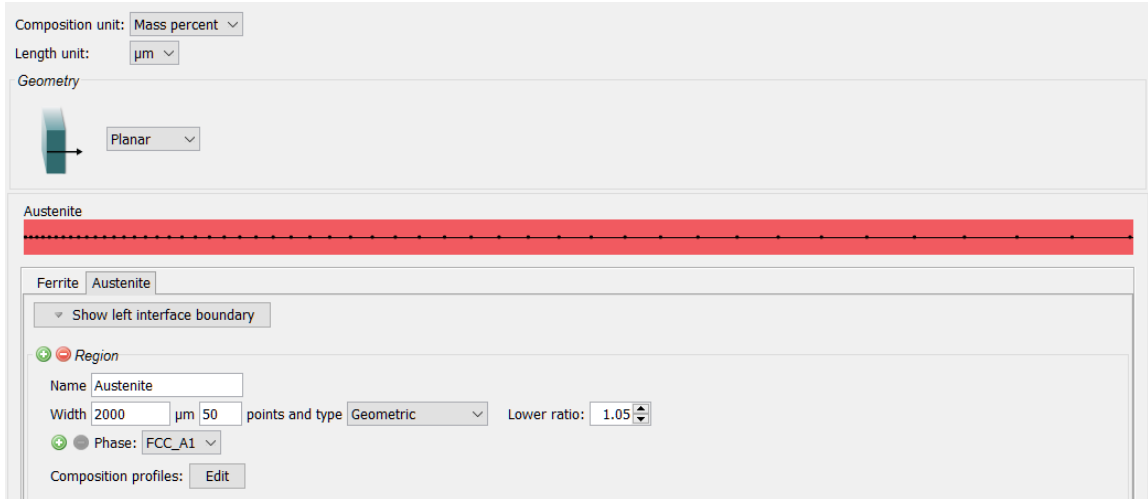 Composition unit: Mass percent
Length unit: µm
Geometry
Planar
Austenite
Ferrite Austenite
Show left interface boundary
Region
Name Austenite
Width 2000 µm 50 points and type Geometric Lower ratio: 1.05
Phase: FCC_A1
Composition profiles: Edit